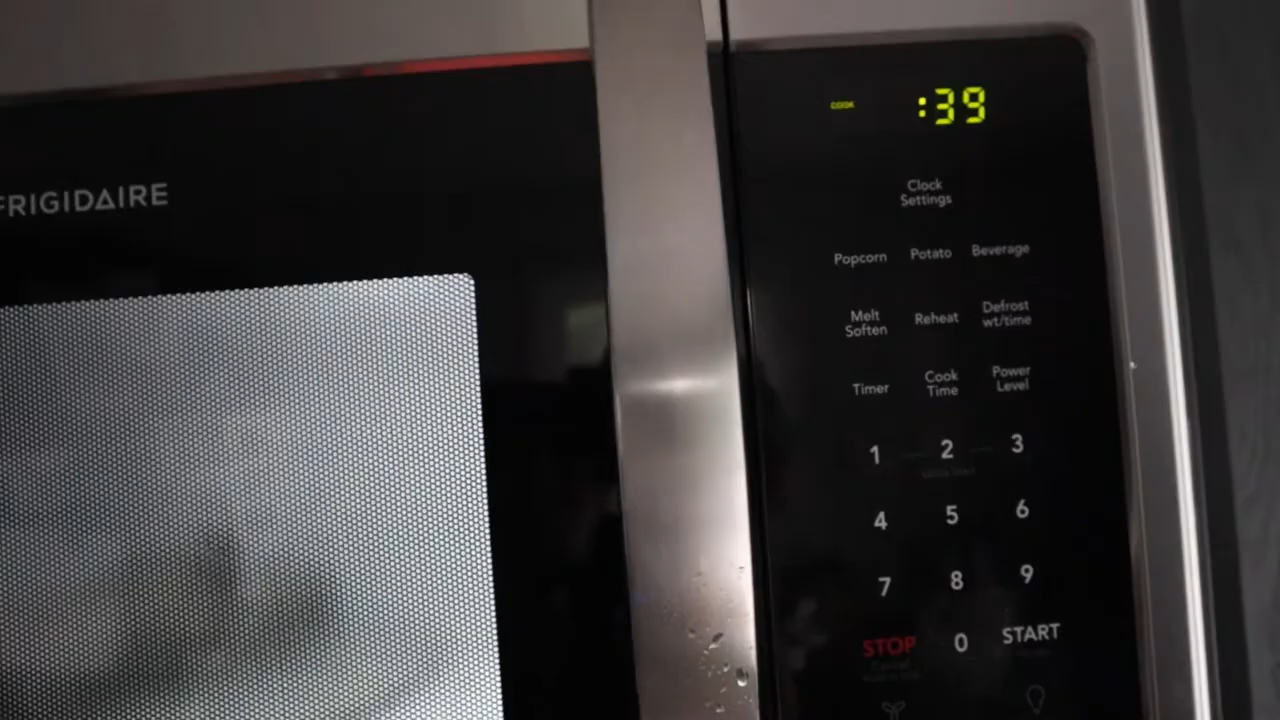 FRIGIDAIRE
COOK :39
Clock
Settings
Popcorn Potato Beverage
Melt
Soften
Reheat
Defrost
wt/time
Timer
Cook
Time
Power
Level
1 2 3
4 5 6
7 8 9
STOP 0 START
Cancel